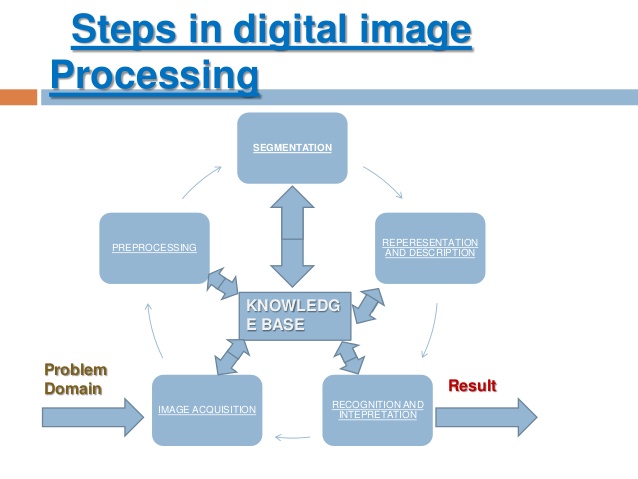 Steps in digital image
Processing
SEGMENTATION
PREPROCESSING
REPERESENTATION
AND DESCRIPTION
KNOWLEDG
E BASE
Problem
Domain
IMAGE ACQUISITION
RECOGNITION AND
INTEPRETATION
Result